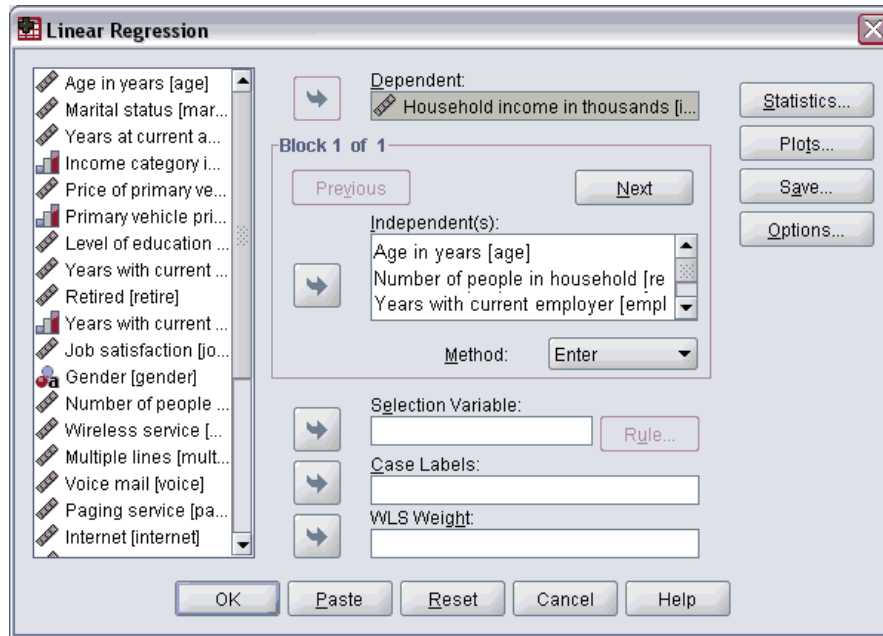 Linear Regression
Age in years [age]
Marital status [mar...
Years at current a...
Income category i...
Price of primary ve...
Primary vehicle pri...
Level of education ...
Years with current ...
Retired [retire]
Years with current ...
Job satisfaction [jo...
Gender [gender]
Number of people ...
Wireless service [...
Multiple lines [mult...
Voice mail [voice]
Paging service [pa...
Internet [internet]
Dependent:
Household income in thousands [i...
Block 1 of 1
Previous
Next
Independent(s):
Age in years [age]
Number of people in household [re
Years with current employer [empl
Method:
Enter
Selection Variable:
Rule...
Case Labels:
WLS Weight:
Statistics...
Plots...
Save...
Options...
OK
Paste
Reset
Cancel
Help